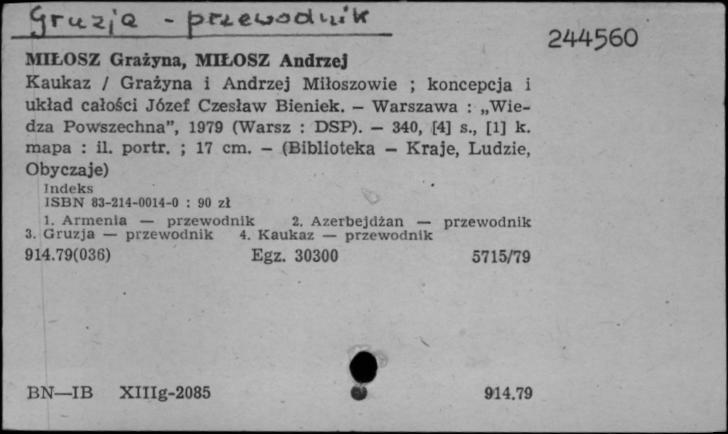 Gruzja - przewodnik
244560
MIŁOSZ Grażyna, MIŁOSZ Andrzej
Kaukaz / Grażyna i Andrzej Miłoszowie ; koncepcja i
układ całości Józef Czesław Bieniek. — Warszawa : „Wie-
dza Powszechna”, 1979 (Warsz : DSP). — 340, [4] s., [1] k.
mapa : il. portr. ; 17 cm. — (Biblioteka — Kraje, Ludzie,
Obyczaje)
Indeks
ISBN 83-214-0014-0 : 90 zł
1. Armenia — przewodnik 2. Azerbejdżan — przewodnik
3. Gruzja — przewodnik 4. Kaukaz — przewodnik
914.79(036) Egz. 30300 5715/79
BN—IB XIIIg-2085 914.79